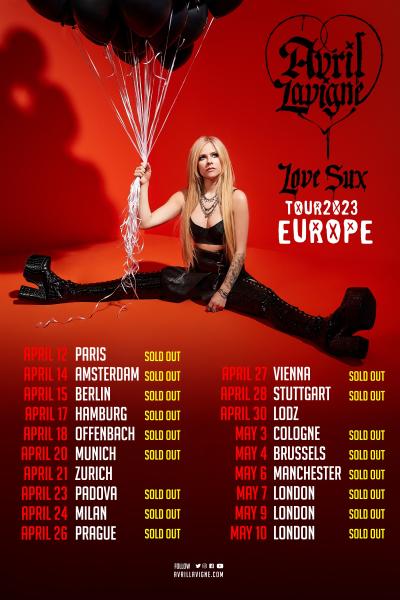 Avril
Lavigne
Love Sux
TOUR 2023
EUROPE
APRIL 12 PARIS SOLD OUT
APRIL 14 AMSTERDAM SOLD OUT
APRIL 15 BERLIN SOLD OUT
APRIL 17 HAMBURG SOLD OUT
APRIL 18 OFFENBACH SOLD OUT
APRIL 20 MUNICH SOLD OUT
APRIL 21 ZURICH
APRIL 23 PADOVA SOLD OUT
APRIL 24 MILAN SOLD OUT
APRIL 26 PRAGUE SOLD OUT
APRIL 27 VIENNA SOLD OUT
APRIL 28 STUTTGART SOLD OUT
APRIL 30 LODZ
MAY 3 COLOGNE SOLD OUT
MAY 4 BRUSSELS SOLD OUT
MAY 6 MANCHESTER SOLD OUT
MAY 7 LONDON SOLD OUT
MAY 9 LONDON SOLD OUT
MAY 10 LONDON SOLD OUT
FOLLOW
AVRILLAVIGNE.COM